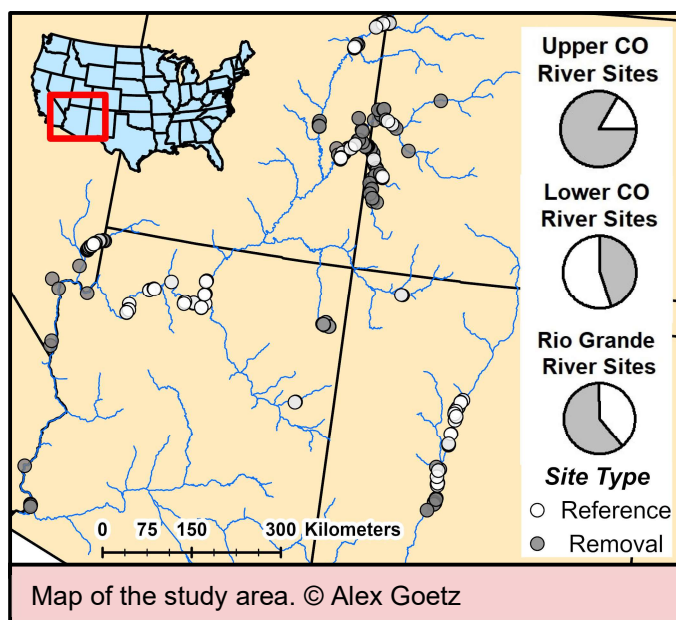 Upper CO
River Sites
Lower CO
River Sites
Rio Grande
River Sites
Site Type
Reference
Removal
0 75 150 300 Kilometers
Map of the study area. © Alex Goetz